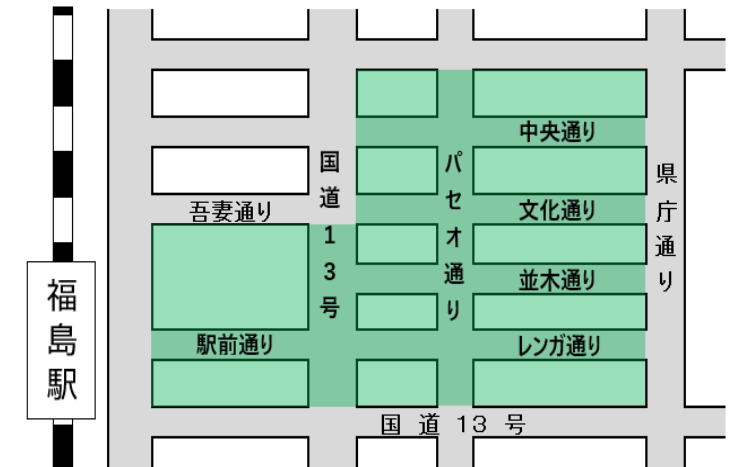 中央通り
国道13号
パセオ通り
県庁通り
吾妻通り
文化通り
並木通り
福島駅
駅前通り
レンガ通り
国道13号